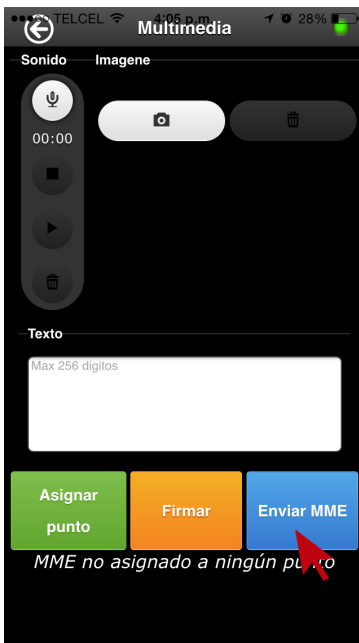 TELCEL 4:05 p.m. 28%
Multimedia
Sonido Imagene
00:00
Texto
Max 256 digitos
Asignar
punto
Firmar
Enviar MME
MME no asignado a ningún punto